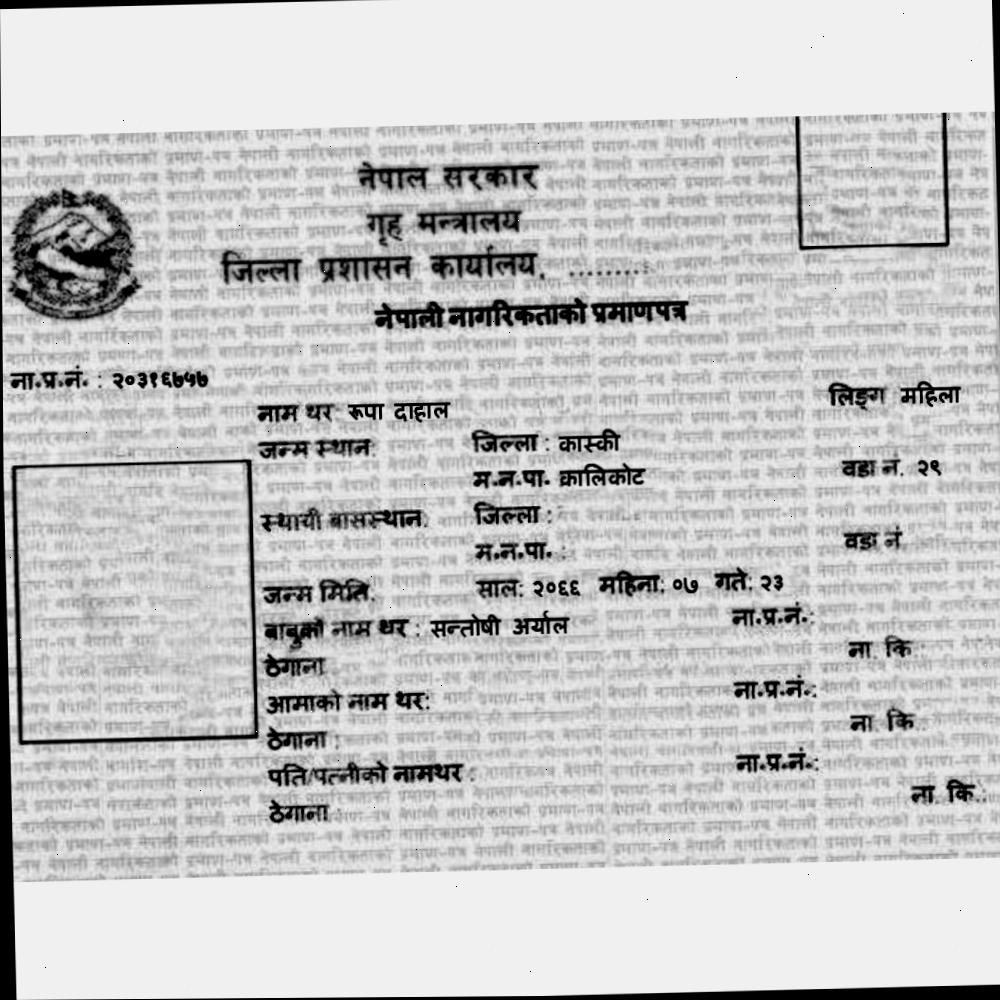 नेपाल सरकार
गृह मन्त्रालय
जिल्ला प्रशासन कार्यालय, .........
नेपाली नागरिकताको प्रमाणपत्र
ना.प्र.नं. : २०३१६७५७
लिङ्ग महिला
नाम थर: रूपा दाहाल
जन्म स्थान: जिल्ला : कास्की
म.न.पा. कालिकोट वडा नं. २९
स्थायी बासस्थान: जिल्ला :
म.न.पा. : वडा नं.
जन्म मिति: साल: २०६६ महिना: ०७ गते: २३
बाबुको नाम थर : सन्तोषी अर्याल ना.प्र.नं.:
ठेगाना ना. कि.:
आमाको नाम थर: ना.प्र.नं.:
ठेगाना : ना. कि.:
पति/पत्नीको नामथर : ना.प्र.नं.:
ठेगाना ना. कि.: